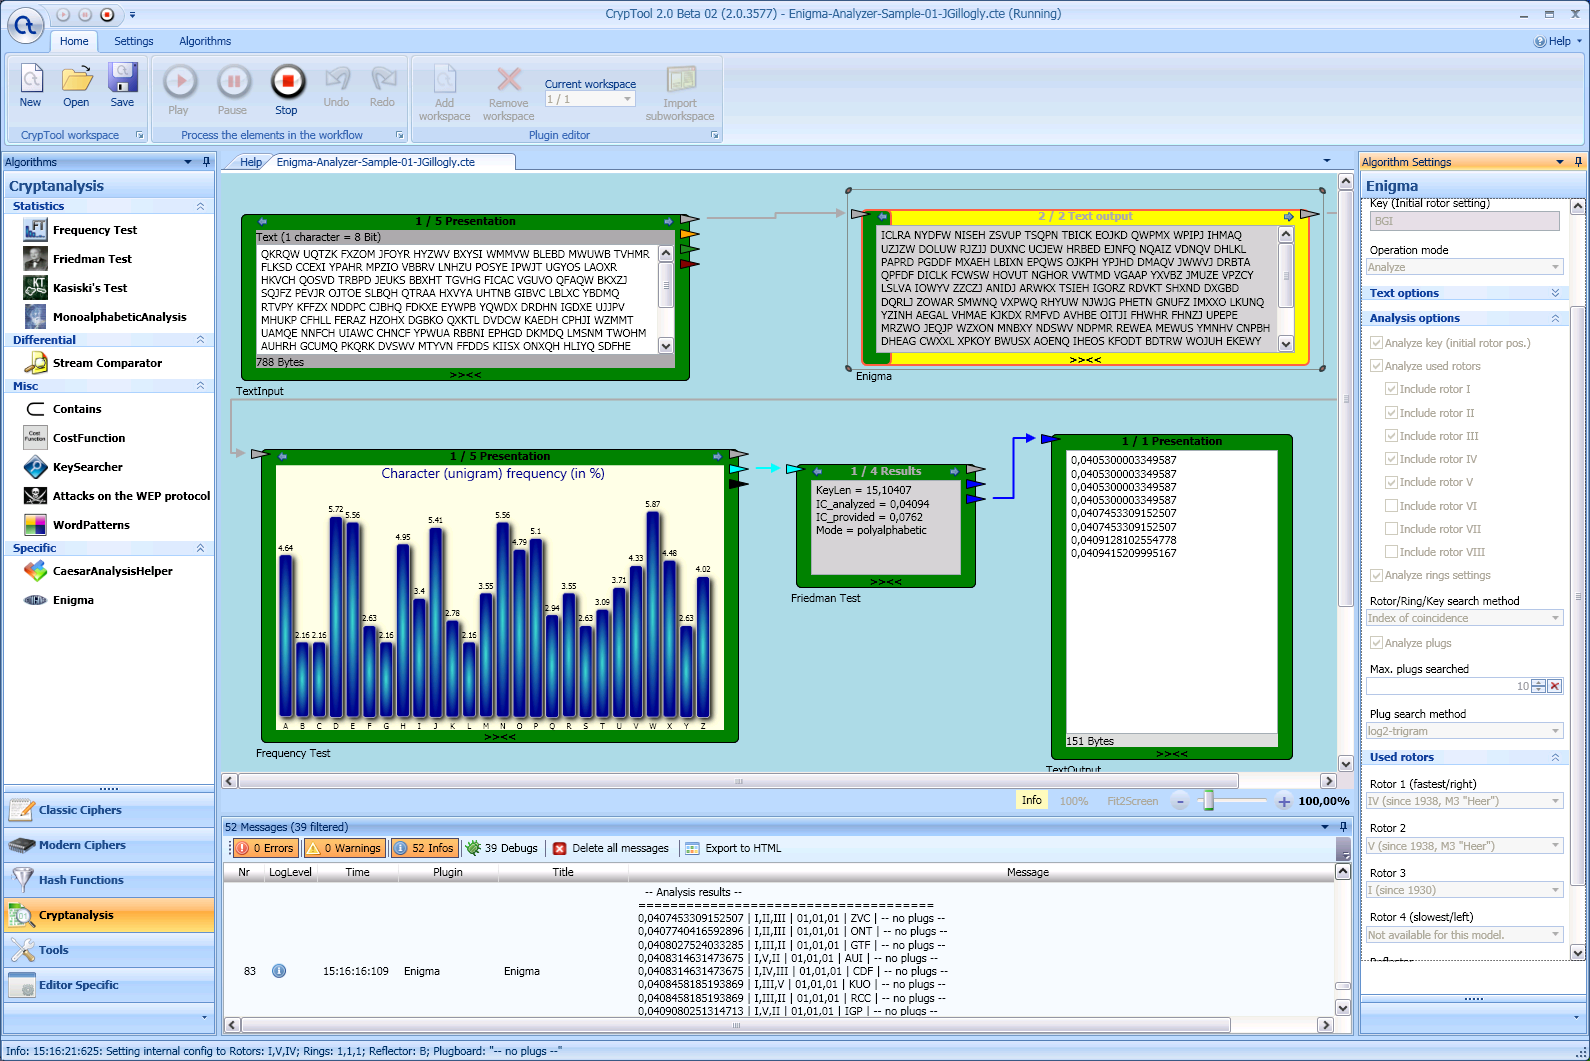 CrypTool 2.0 Beta 02 (2.0.3577) - Enigma-Analyzer-Sample-01-JGillogly.cte (Running)
Home Settings Algorithms Help
New Open Save Play Pause Stop Undo Redo Add workspace Remove workspace Current workspace 1 / 1 Import subworkspace
CrypTool workspace Process the elements in the workflow Plugin editor
Algorithms
Cryptanalysis
Statistics
Frequency Test
Friedman Test
Kasiski's Test
MonoalphabeticAnalysis
Differential
Stream Comparator
Misc
Contains
CostFunction
KeySearcher
Attacks on the WEP protocol
WordPatterns
Specific
CaesarAnalysisHelper
Enigma
Classic Ciphers
Modern Ciphers
Hash Functions
Cryptanalysis
Tools
Editor Specific
Help Enigma-Analyzer-Sample-01-JGillogly.cte
1 / 5 Presentation
Text (1 character = 8 Bit)
QKRQW UQTZK FXZOM JFOYR HYZWV BXYSI WMMVW BLEBD MWUWB TVHMR
FLKSD CCEXI YPAHR MPZIO VBBRV LNHZU POSYE IPWJT UGYOS LAOXR
HKVCH QOSVD TRBPD JEUKS BBXHT TGVHG FICAC VGUVO QFAQW BKXZJ
SQJFZ PEVJR OJTOE SLBQH QTRAA HXVYA UHTNB GIBVC LBLXC YBDMQ
RTVPY KFFZX NDDPC CJBHQ FDKXE EYWPB YQWDX DRDHN IGDXE UJJPV
MHUKP CFHLL FERAZ HZOHX DGBKO QXKTL DVDCW KAEDH CPHJI WZMMT
UAMQE NNFCH UIAWC CHNCF YPWUA RBBNI EPHGD DKMDQ LMSNM TWOHM
AUHRH GCUMQ PKQRK DVSWV MTYVN FFDDS KIISX ONXQH HLIYQ SDFHE
788 Bytes
>><<
TextInput
2 / 2 Text output
ICLRA NYDFW NISEH ZSVUP TSQPN TBICK EOJKD QWPMX WPIPJ IHMAQ
UZJZW DOLUW RJZJJ DUXNC UCJEW HRBED EJNFQ NQAIZ VDNQV DHLKL
PAPRD PGDDF MXAEH LBIXN EPQWS OJKPH YPJHD DMAQV JWWVJ DRBTA
QPFDF DICLK FCWSW HOVUT NGHOR VWTMD VGAAP YXVBZ JMUZE VPZCY
LSLVA IOWYV ZZCZJ ANIDJ ARWKX TSIEH IGORZ RDVKT SHXND DXGBD
DQRLJ ZOWAR SMWNQ VXPWQ RHYUW NJWJG PHETN GNUFZ IMXXO LKUNQ
YZINH AEGAL VHMAE KJKDX RMFVD AVHBE OITJI FHWHR FHNZJ UPEPE
MRZWO JEQJP WZXON MNBXY NDSWV NDPMR REWEA MEWUS YMNHV CNPBH
DHEAG CWXXL XPKOY BWUSX AOENQ IHEOS KFODT BDTRW WOJUH EKEWY
>><<
Enigma
1 / 5 Presentation
Character (unigram) frequency (in %)
4.64 2.16 2.16 5.72 5.56 2.63 2.16 4.95 3.4 5.41 2.78 2.16 3.55 5.56 4.79 5.1 2.94 3.55 2.63 3.09 3.71 4.33 5.87 4.48 2.63 4.02
A B C D E F G H I J K L M N O P Q R S T U V W X Y Z
>><<
Frequency Test
1 / 4 Results
KeyLen = 15,10407
IC_analyzed = 0,04094
IC_provided = 0,0762
Mode = polyalphabetic
>><<
Friedman Test
1 / 1 Presentation
0,0405300003349587
0,0405300003349587
0,0405300003349587
0,0405300003349587
0,0407453309152507
0,0407453309152507
0,0409128102554778
0,0409415209995167
151 Bytes
>><<
TextOutput
Info 100% Fit2Screen 100,00%
52 Messages (39 filtered)
0 Errors 0 Warnings 52 Infos 39 Debugs Delete all messages Export to HTML
Nr LogLevel Time Plugin Title Message
-- Analysis results --
=====================================
0,0407453309152507 | I,II,III | 01,01,01 | ZVC | -- no plugs --
0,0407740416592896 | I,II,III | 01,01,01 | ONT | -- no plugs --
0,0408027524033285 | I,III,II | 01,01,01 | GTF | -- no plugs --
0,0408314631473675 | I,V,II | 01,01,01 | AUI | -- no plugs --
83 15:16:16:109 Enigma Enigma 0,0408314631473675 | I,IV,III | 01,01,01 | CDF | -- no plugs --
0,0408458185193869 | I,III,V | 01,01,01 | KUO | -- no plugs --
0,0408458185193869 | I,III,II | 01,01,01 | RCC | -- no plugs --
0,0409080251314713 | I,V,II | 01,01,01 | IGP | -- no plugs --
Algorithm Settings
Enigma
Key (Initial rotor setting)
BGI
Operation mode
Analyze
Text options
Analysis options
Analyze key (initial rotor pos.)
Analyze used rotors
Include rotor I
Include rotor II
Include rotor III
Include rotor IV
Include rotor V
Include rotor VI
Include rotor VII
Include rotor VIII
Analyze rings settings
Rotor/Ring/Key search method
Index of coincidence
Analyze plugs
Max. plugs searched
10
Plug search method
log2-trigram
Used rotors
Rotor 1 (fastest/right)
IV (since 1938, M3 "Heer")
Rotor 2
V (since 1938, M3 "Heer")
Rotor 3
I (since 1930)
Rotor 4 (slowest/left)
Not available for this model.
Info: 15:16:21:625: Setting internal config to Rotors: I,V,IV; Rings: 1,1,1; Reflector: B; Plugboard: "-- no plugs --"